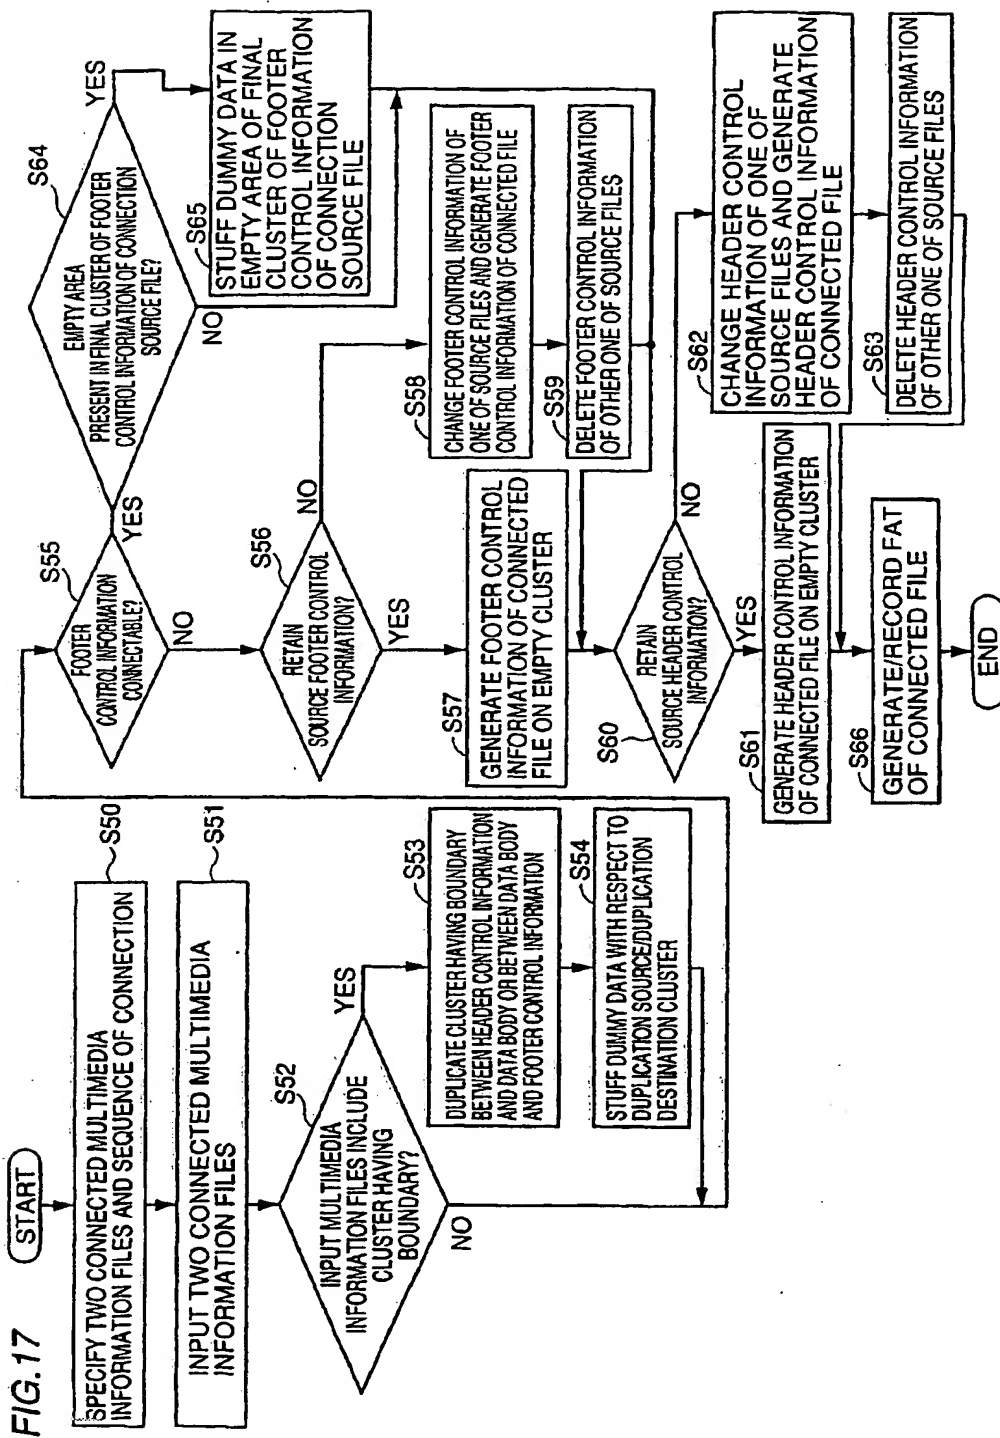 FIG.17
START
S50
SPECIFY TWO CONNECTED MULTIMEDIA
INFORMATION FILES AND SEQUENCE OF CONNECTION
S51
INPUT TWO CONNECTED MULTIMEDIA
INFORMATION FILES
S52
INPUT MULTIMEDIA
INFORMATION FILES INCLUDE
CLUSTER HAVING
BOUNDARY?
YES
NO
S53
DUPLICATE CLUSTER HAVING BOUNDARY
BETWEEN HEADER CONTROL INFORMATION
AND DATA BODY OR BETWEEN DATA BODY
AND FOOTER CONTROL INFORMATION
S54
STUFF DUMMY DATA WITH RESPECT TO
DUPLICATION SOURCE/DUPLICATION
DESTINATION CLUSTER
S55
FOOTER
CONTROL INFORMATION
CONNECTABLE?
YES
NO
S64
EMPTY AREA
PRESENT IN FINAL CLUSTER OF FOOTER
CONTROL INFORMATION OF CONNECTION
SOURCE FILE?
YES
NO
S65
STUFF DUMMY DATA IN
EMPTY AREA OF FINAL
CLUSTER OF FOOTER
CONTROL INFORMATION
OF CONNECTION
SOURCE FILE
S56
RETAIN
SOURCE FOOTER CONTROL
INFORMATION?
NO
YES
S58
CHANGE FOOTER CONTROL INFORMATION OF
ONE OF SOURCE FILES AND GENERATE FOOTER
CONTROL INFORMATION OF CONNECTED FILE
S59
DELETE FOOTER CONTROL INFORMATION
OF OTHER ONE OF SOURCE FILES
S57
GENERATE FOOTER CONTROL
INFORMATION OF CONNECTED
FILE ON EMPTY CLUSTER
S60
RETAIN
SOURCE HEADER CONTROL
INFORMATION?
NO
YES
S62
CHANGE HEADER CONTROL
INFORMATION OF ONE OF
SOURCE FILES AND GENERATE
HEADER CONTROL INFORMATION
OF CONNECTED FILE
S63
DELETE HEADER CONTROL INFORMATION
OF OTHER ONE OF SOURCE FILES
S61
GENERATE HEADER CONTROL INFORMATION
OF CONNECTED FILE ON EMPTY CLUSTER
S66
GENERATE/RECORD FAT
OF CONNECTED FILE
END